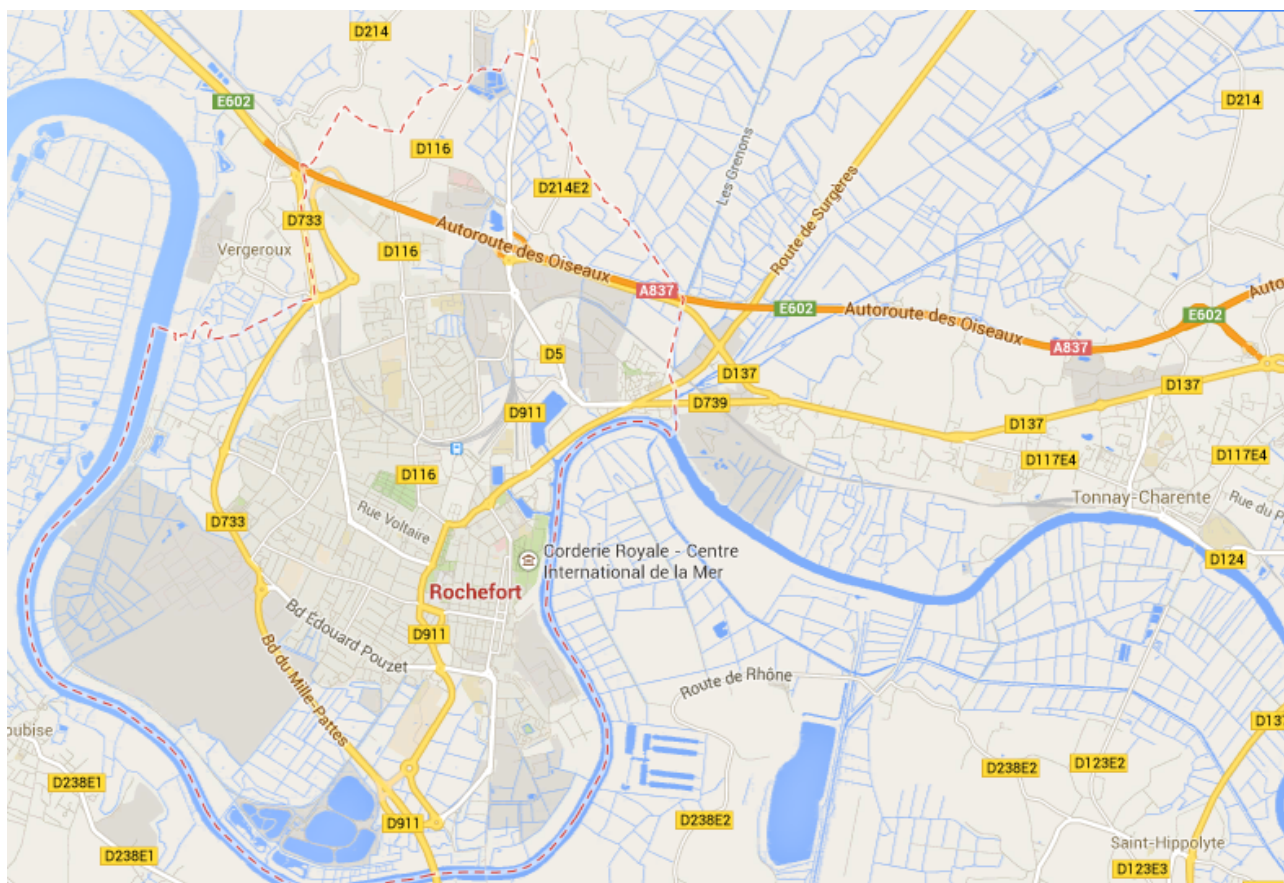 D214
E602
D214
D116
Les Grenons
D214E2
Route de Surgères
D733
Vergeroux
D116
Autoroute des Oiseaux
A837
E602
Autoroute des Oiseaux
E602
A837
D5
D137
D137
D911
D739
D137
D116
D117E4
D117E4
Tonnay-Charente
Rue Voltaire
D733
Corderie Royale - Centre
International de la Mer
D124
Rochefort
Bd Édouard Pouzet
D911
Route de Rhône
Bd du Mille-Pattes
D137
oubise
D238E1
D238E2
D123E2
D911
D238E2
Saint-Hippolyte
D238E1
D123E3